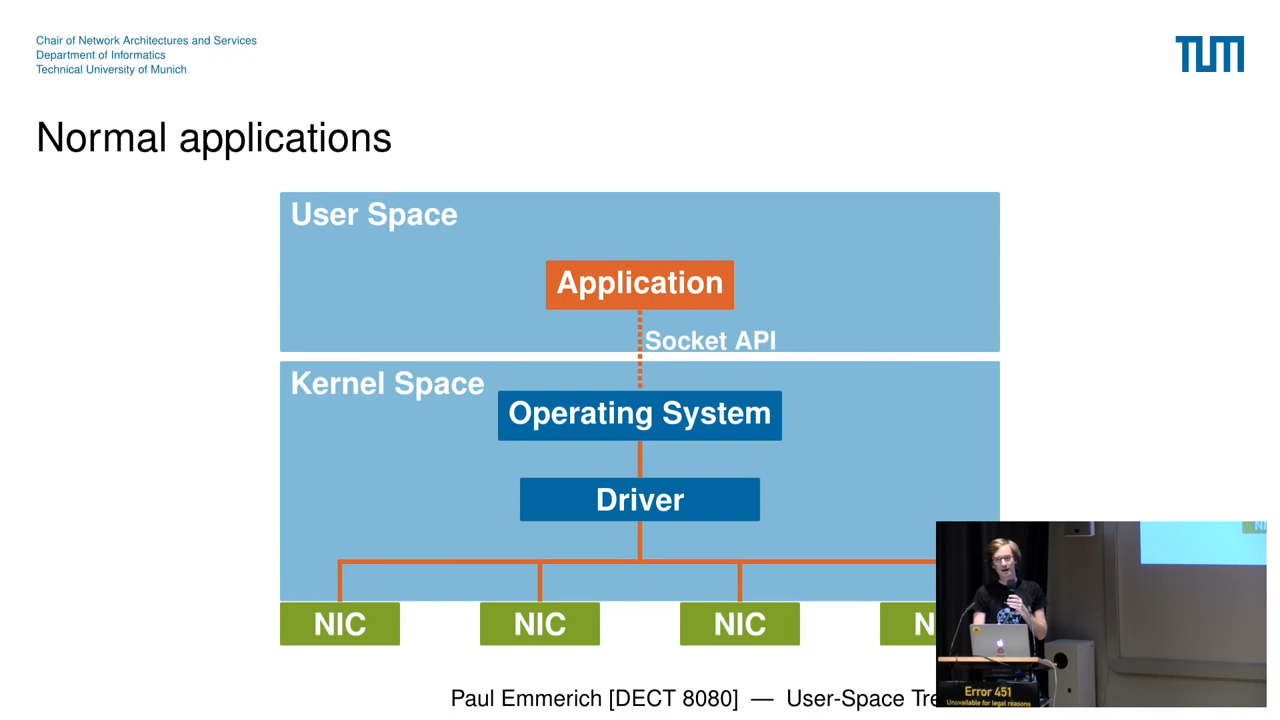 Chair of Network Architectures and Services
Department of Informatics
Technical University of Munich
TUM
Normal applications
User Space
Application
Socket API
Kernel Space
Operating System
Driver
NIC NIC NIC N
Paul Emmerich [DECT 8080] — User-Space Tre
Error 451
Unavailable for legal reasons